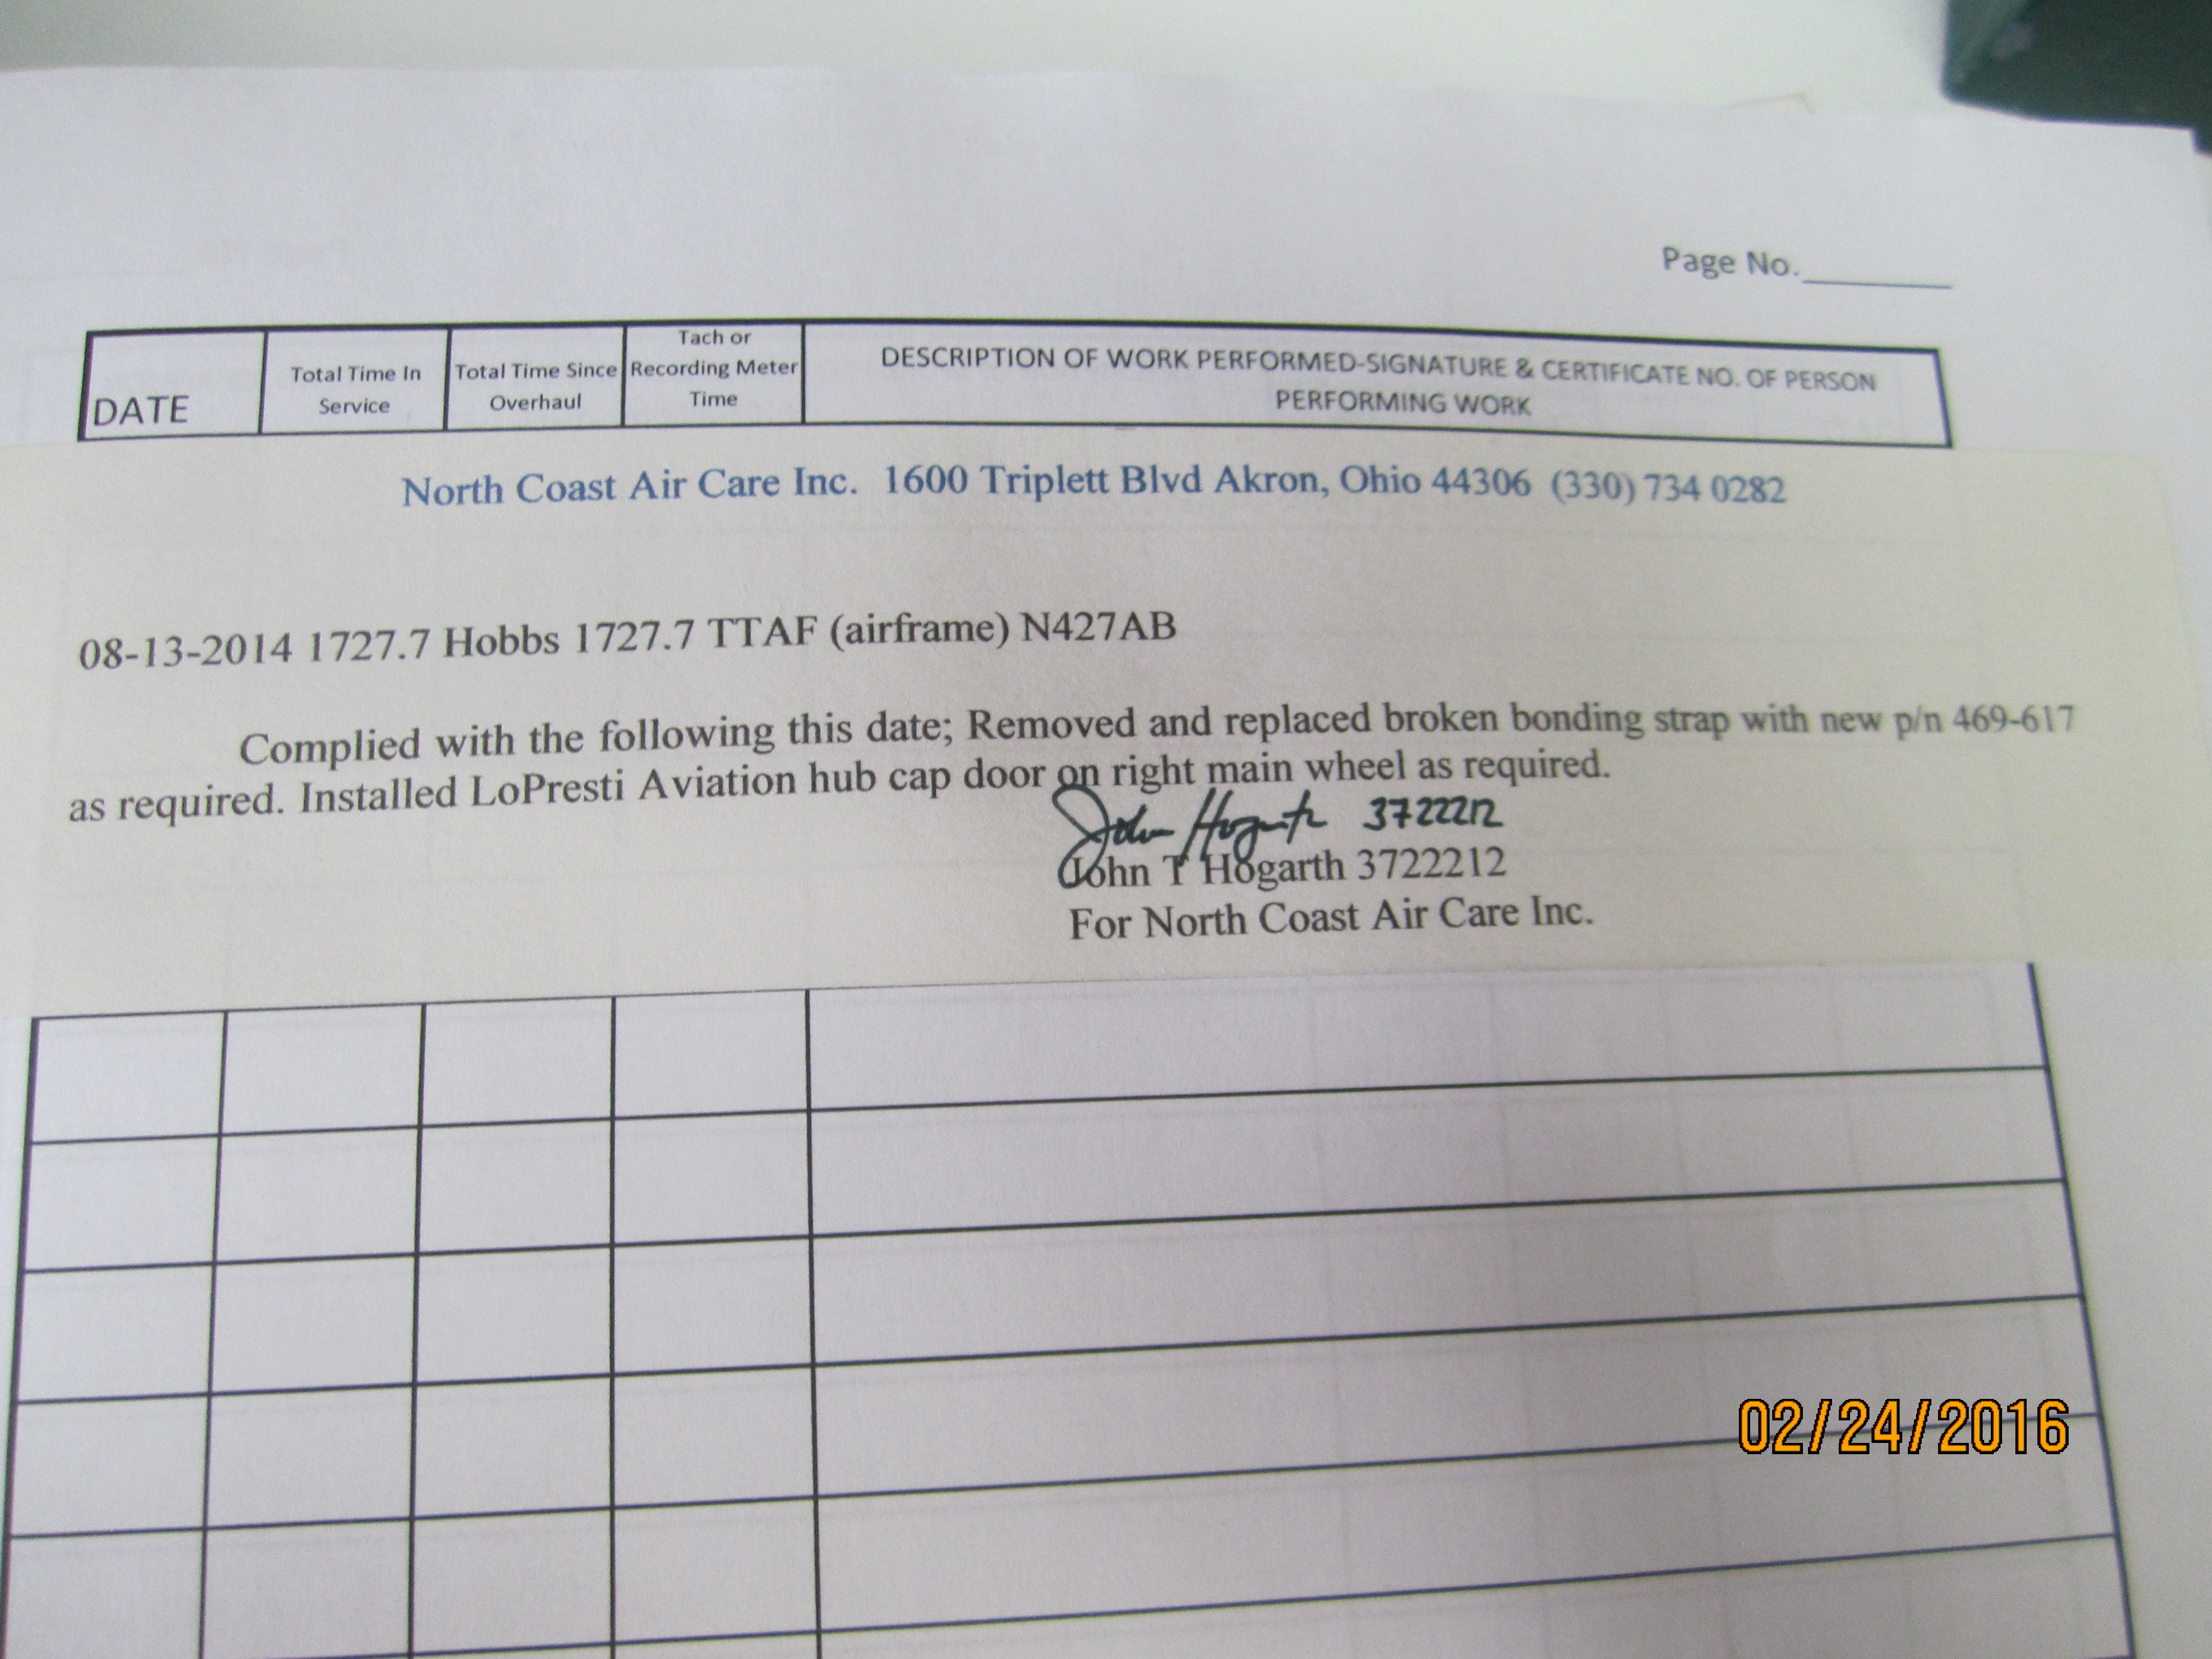 Page No.
DATE
Total Time In
Service
Total Time Since
Overhaul
Tach or
Recording Meter
Time
DESCRIPTION OF WORK PERFORMED-SIGNATURE & CERTIFICATE NO. OF PERSON
PERFORMING WORK
North Coast Air Care Inc. 1600 Triplett Blvd Akron, Ohio 44306 (330) 734 0282
08-13-2014 1727.7 Hobbs 1727.7 TTAF (airframe) N427AB
Complied with the following this date; Removed and replaced broken bonding strap with new p/n 469-617
as required. Installed LoPresti Aviation hub cap door on right main wheel as required.
John Hogarth 3722212
John T Hogarth 3722212
For North Coast Air Care Inc.
02/24/2016